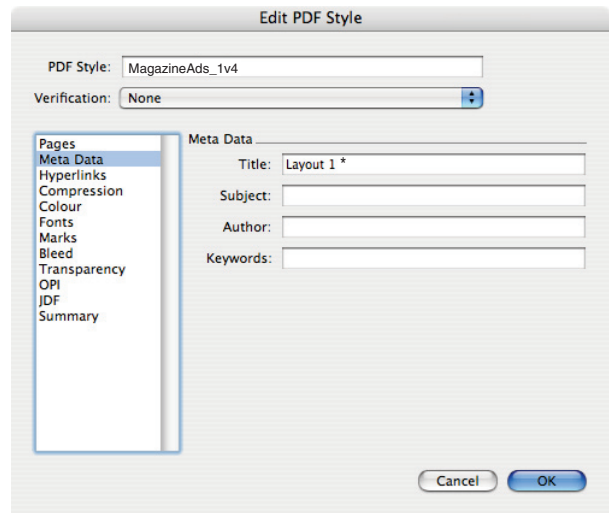 Edit PDF Style
PDF Style: MagazineAds_1v4
Verification: None
Pages
Meta Data
Hyperlinks
Compression
Colour
Fonts
Marks
Bleed
Transparency
OPI
JDF
Summary
Meta Data
Title: Layout 1 *
Subject:
Author:
Keywords:
Cancel OK